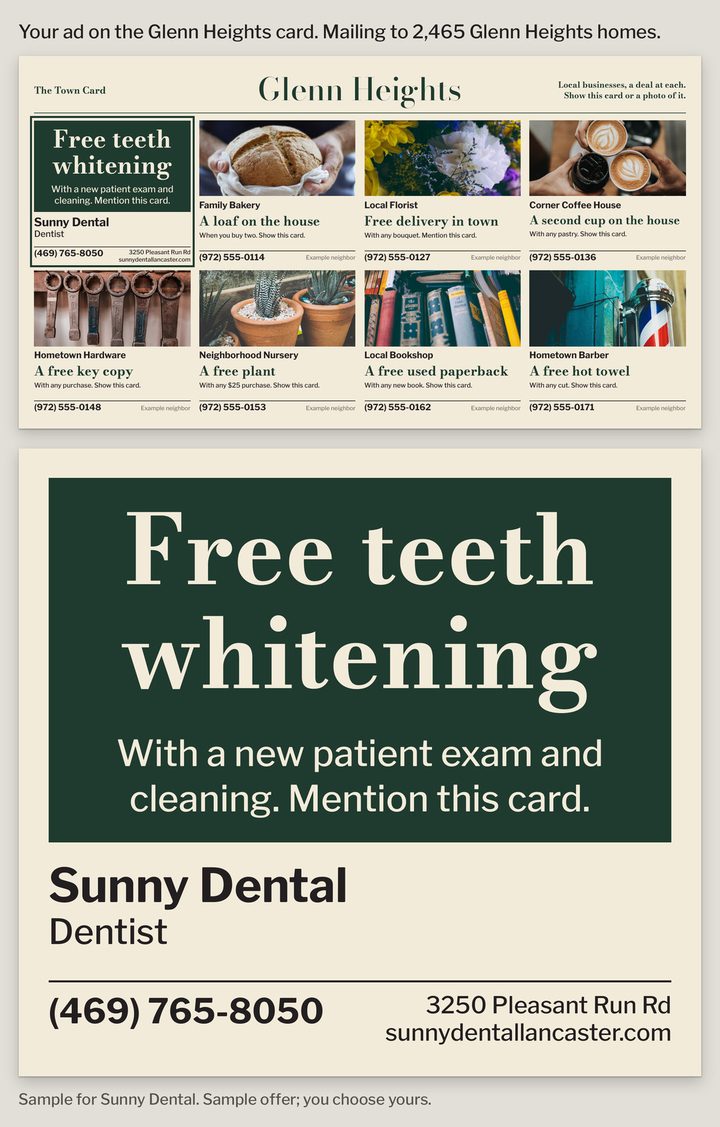 Your ad on the Glenn Heights card. Mailing to 2,465 Glenn Heights homes.
The Town Card
Glenn Heights
Local businesses, a deal at each.
Show this card or a photo of it.
Free teeth
whitening
With a new patient exam and
cleaning. Mention this card.
Sunny Dental
Dentist
(469) 765-8050
3250 Pleasant Run Rd
sunnydentallancaster.com
Family Bakery
A loaf on the house
When you buy two. Show this card.
(972) 555-0114
Example neighbor
Local Florist
Free delivery in town
With any bouquet. Mention this card.
(972) 555-0127
Example neighbor
Corner Coffee House
A second cup on the house
With any pastry. Show this card.
(972) 555-0136
Example neighbor
Hometown Hardware
A free key copy
With any purchase. Show this card.
(972) 555-0148
Example neighbor
Neighborhood Nursery
A free plant
With any $25 purchase. Show this card.
(972) 555-0153
Example neighbor
Local Bookshop
A free used paperback
With any new book. Show this card.
(972) 555-0162
Example neighbor
Hometown Barber
A free hot towel
With any cut. Show this card.
(972) 555-0171
Example neighbor
Free teeth
whitening
With a new patient exam and
cleaning. Mention this card.
Sunny Dental
Dentist
(469) 765-8050
3250 Pleasant Run Rd
sunnydentallancaster.com
Sample for Sunny Dental. Sample offer; you choose yours.